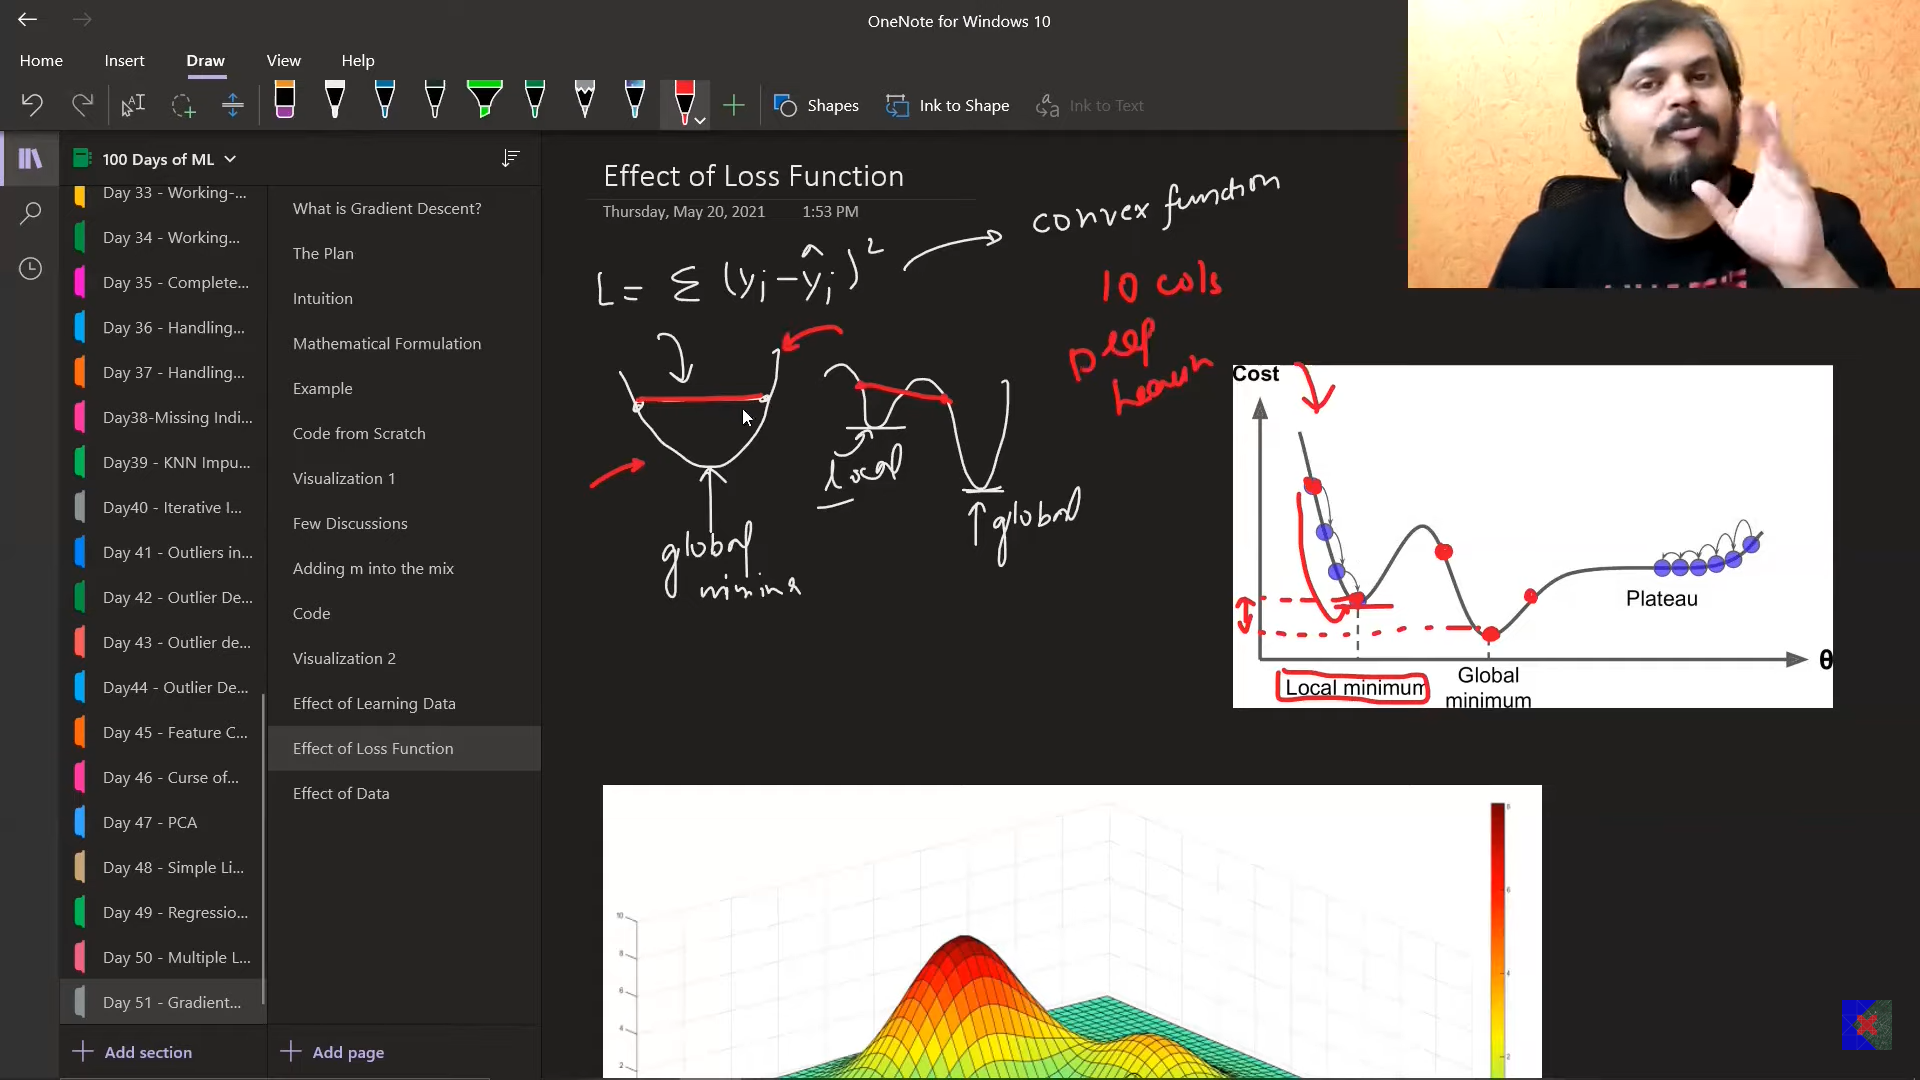 OneNote for Windows 10
Home Insert Draw View Help
Shapes Ink to Shape Ink to Text
100 Days of ML
Day 33 - Working-...
Day 34 - Working...
Day 35 - Complete...
Day 36 - Handling...
Day 37 - Handling...
Day38-Missing Indi...
Day39 - KNN Impu...
Day40 - Iterative I...
Day 41 - Outliers in...
Day 42 - Outlier De...
Day 43 - Outlier de...
Day44 - Outlier De...
Day 45 - Feature C...
Day 46 - Curse of...
Day 47 - PCA
Day 48 - Simple Li...
Day 49 - Regressio...
Day 50 - Multiple L...
Day 51 - Gradient...
Add section
What is Gradient Descent?
The Plan
Intuition
Mathematical Formulation
Example
Code from Scratch
Visualization 1
Few Discussions
Adding m into the mix
Code
Visualization 2
Effect of Learning Data
Effect of Loss Function
Effect of Data
Add page
Effect of Loss Function
Thursday, May 20, 2021 1:53 PM
convex function
L = Σ (yi - ŷi)²
10 cols
Deep
Learn
local
global
global
minima
Cost
Plateau
θ
Local minimum
Global
minimum
10
8
6
4
2